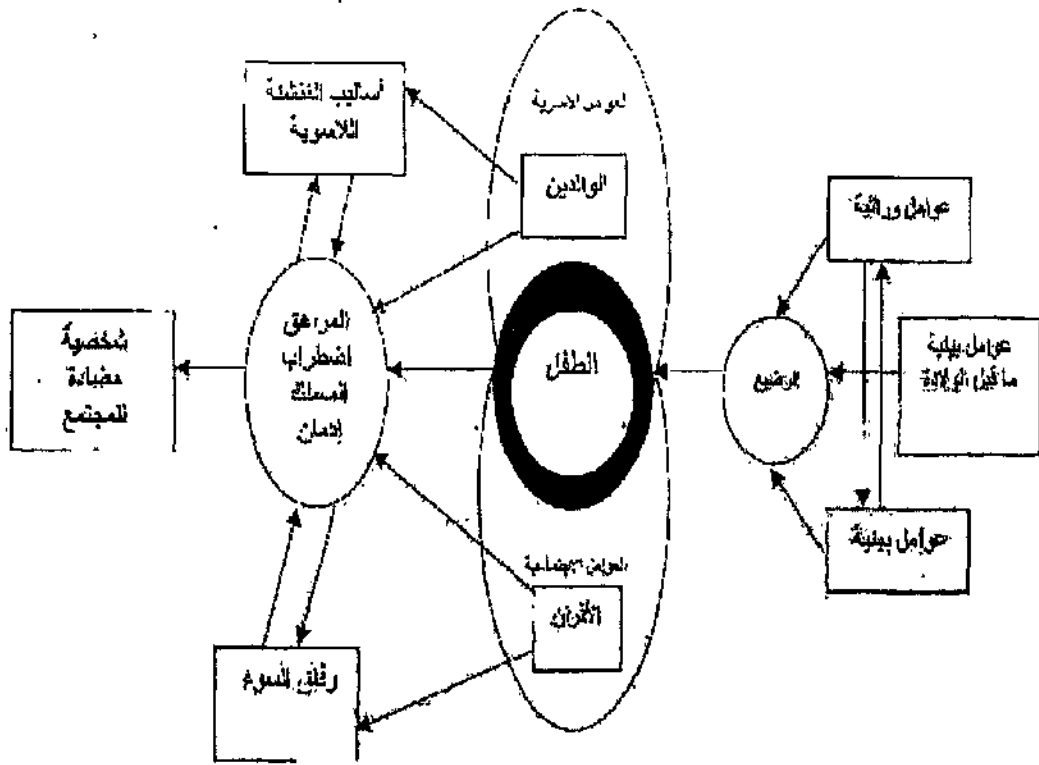 عوامل وراثية
عوامل بيئية
ما قبل الولادة
عوامل بيئية
الرضيع
العوامل الأسرية
الوالدين
الطفل
العوامل الاجتماعية
الأقران
أساليب التنشئة
اللاسوية
المراهق
إضطراب
المسلك
إدمان
رفاق السوء
شخصية
مضادة
للمجتمع